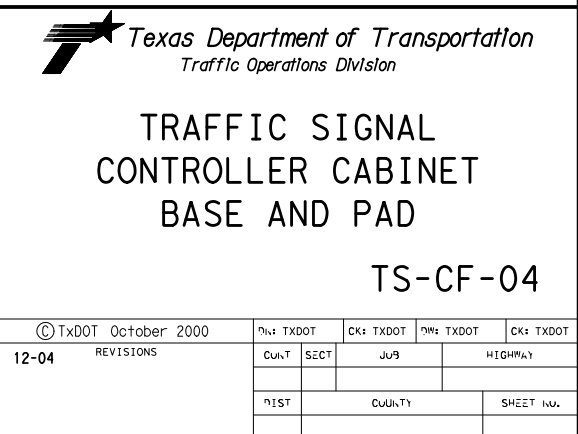 Texas Department of Transportation
Traffic Operations Division
TRAFFIC SIGNAL
CONTROLLER CABINET
BASE AND PAD
TS-CF-04
© TxDOT October 2000
DN: TXDOT CK: TXDOT DW: TXDOT CK: TXDOT
12-04 REVISIONS
CONT SECT JOB HIGHWAY
DIST COUNTY SHEET NO.